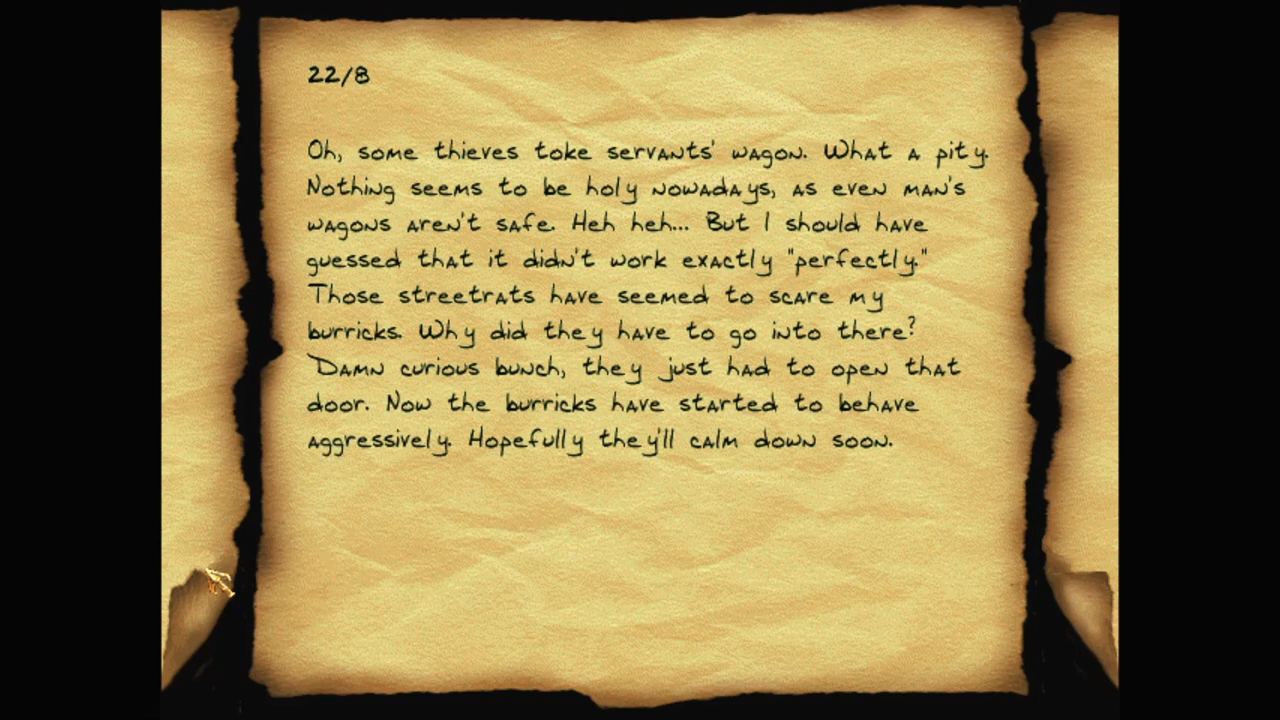 22/8
Oh, some thieves toke servants' wagon. What a pity.
Nothing seems to be holy nowadays, as even man's
wagons aren't safe. Heh heh... But I should have
guessed that it didn't work exactly "perfectly."
Those streetrats have seemed to scare my
burricks. Why did they have to go into there?
Damn curious bunch, they just had to open that
door. Now the burricks have started to behave
aggressively. Hopefully they'll calm down soon.